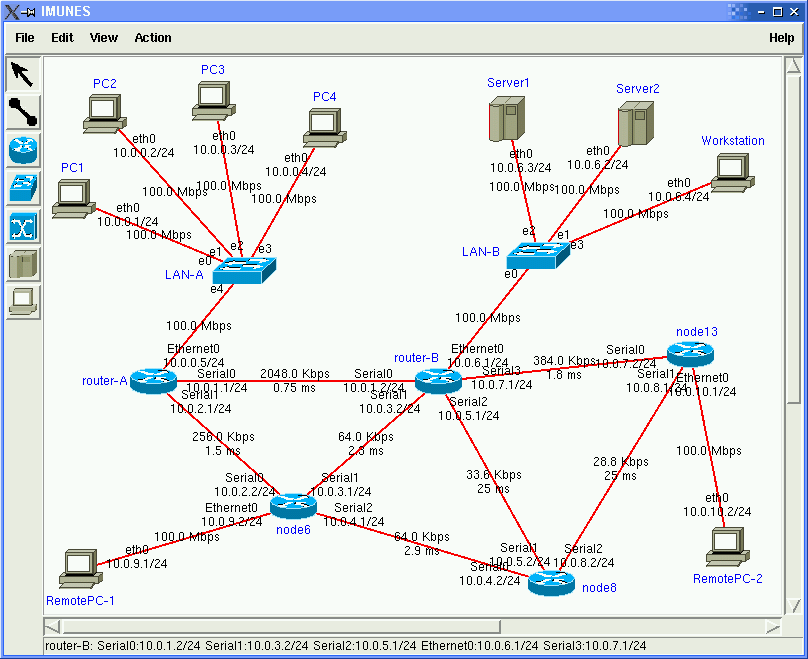 IMUNES
File Edit View Action Help
PC2
PC3
PC4
PC1
Server1
Server2
Workstation
eth0
10.0.0.2/24
eth0
10.0.0.3/24
eth0
10.0.0.4/24
eth0
10.0.0.1/24
100.0 Mbps
100.0 Mbps
100.0 Mbps
100.0 Mbps
eth0
10.0.6.3/24
eth0
10.0.6.2/24
eth0
10.0.6.4/24
100.0 Mbps
100.0 Mbps
100.0 Mbps
e0
e1
e2
e3
e4
LAN-A
e2
e1
e3
e0
LAN-B
100.0 Mbps
100.0 Mbps
Ethernet0
10.0.0.5/24
router-A
Serial0
10.0.1.1/24
Serial1
10.0.2.1/24
2048.0 Kbps
0.75 ms
Serial0
10.0.1.2/24
router-B
Ethernet0
10.0.6.1/24
Serial3
10.0.7.1/24
Serial1
10.0.3.2/24
Serial2
10.0.5.1/24
384.0 Kbps
1.8 ms
Serial0
10.0.7.2/24
node13
Serial1
10.0.8.1/24
Ethernet0
10.0.10.1/24
256.0 Kbps
1.5 ms
64.0 Kbps
2.8 ms
33.6 Kbps
25 ms
28.8 Kbps
25 ms
100.0 Mbps
Serial0
10.0.2.2/24
Serial1
10.0.3.1/24
Ethernet0
10.0.9.2/24
Serial2
10.0.4.1/24
node6
100.0 Mbps
eth0
10.0.9.1/24
RemotePC-1
64.0 Kbps
2.9 ms
Serial1
10.0.5.2/24
Serial2
10.0.8.2/24
Serial0
10.0.4.2/24
node8
eth0
10.0.10.2/24
RemotePC-2
router-B: Serial0:10.0.1.2/24 Serial1:10.0.3.2/24 Serial2:10.0.5.1/24 Ethernet0:10.0.6.1/24 Serial3:10.0.7.1/24